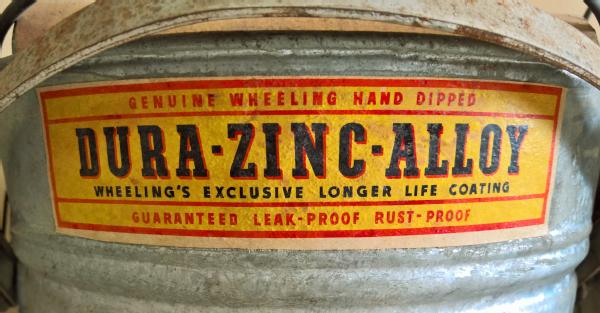 GENUINE WHEELING HAND DIPPED
DURA-ZINC-ALLOY
WHEELING'S EXCLUSIVE LONGER LIFE COATING
GUARANTEED LEAK-PROOF RUST-PROOF